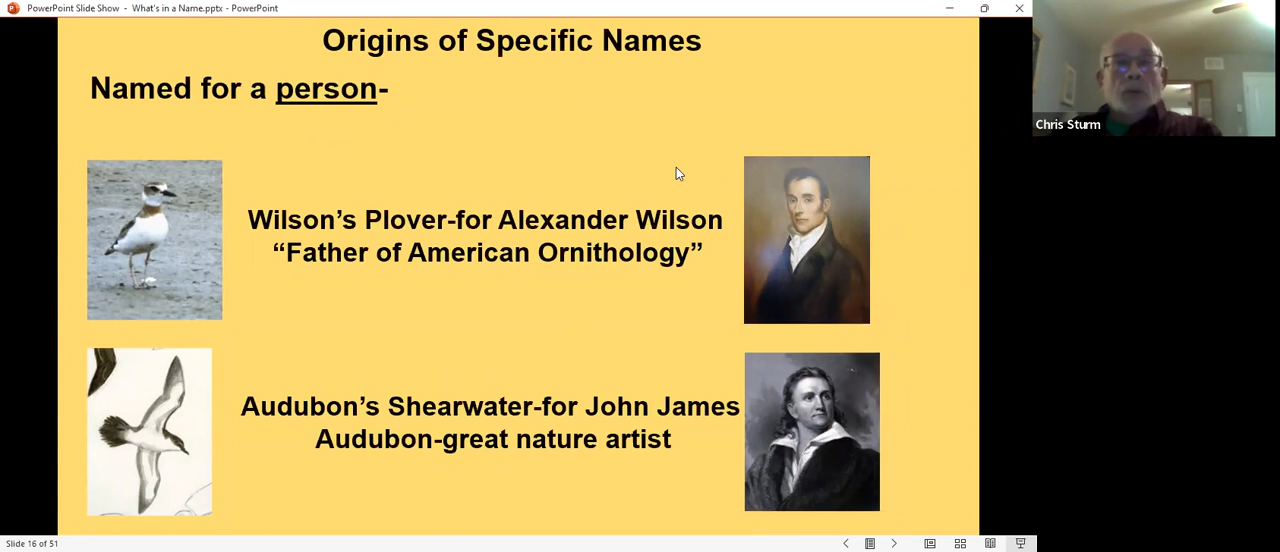 PowerPoint Slide Show - What's in a Name.pptx - PowerPoint
Origins of Specific Names
Named for a person-
Wilson’s Plover-for Alexander Wilson
“Father of American Ornithology”
Audubon’s Shearwater-for John James
Audubon-great nature artist
Chris Sturm
Slide 16 of 51